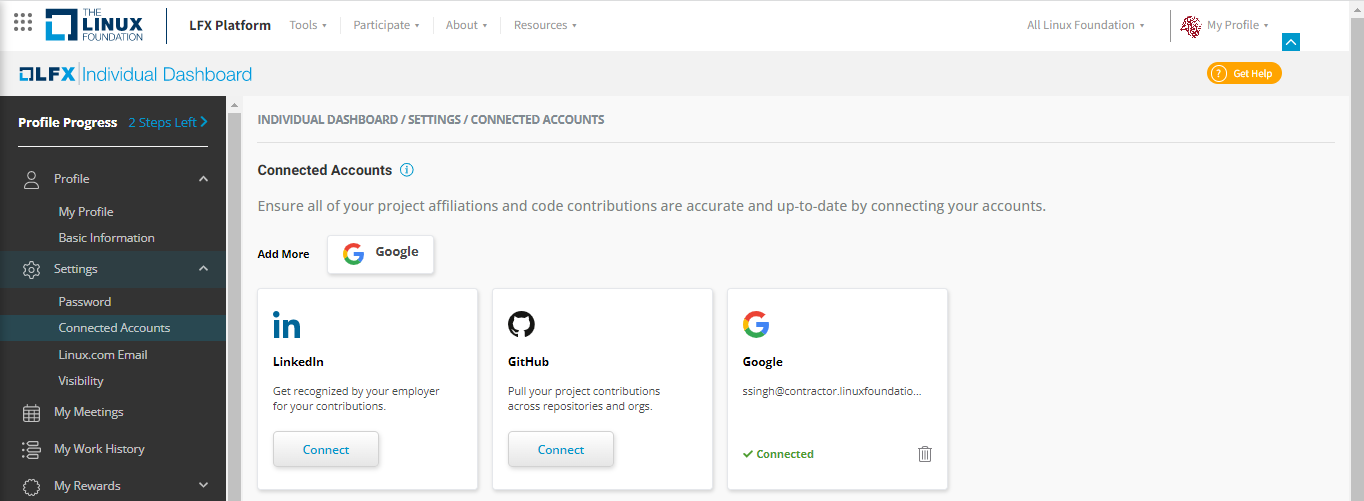 THE
LINUX
FOUNDATION
LFX Platform
Tools
Participate
About
Resources
All Linux Foundation
My Profile
LFX Individual Dashboard
? Get Help
Profile Progress 2 Steps Left
Profile
My Profile
Basic Information
Settings
Password
Connected Accounts
Linux.com Email
Visibility
My Meetings
My Work History
My Rewards
INDIVIDUAL DASHBOARD / SETTINGS / CONNECTED ACCOUNTS
Connected Accounts
Ensure all of your project affiliations and code contributions are accurate and up-to-date by connecting your accounts.
Add More
Google
in
LinkedIn
Get recognized by your employer
for your contributions.
Connect
GitHub
Pull your project contributions
across repositories and orgs.
Connect
Google
ssingh@contractor.linuxfoundatio...
Connected